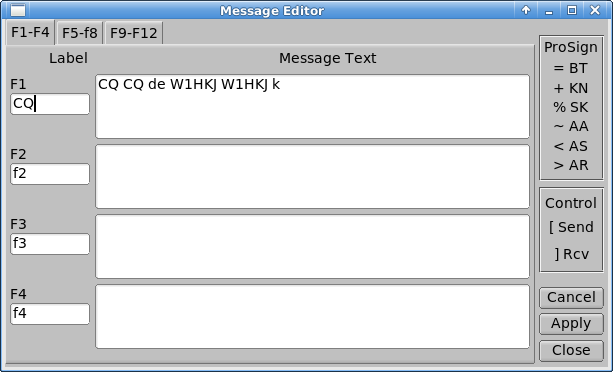 Message Editor
F1-F4 F5-f8 F9-F12
Label Message Text
F1
CQ
CQ CQ de W1HKJ W1HKJ k
F2
f2
F3
f3
F4
f4
ProSign
= BT
+ KN
% SK
~ AA
< AS
> AR
Control
[ Send
] Rcv
Cancel
Apply
Close